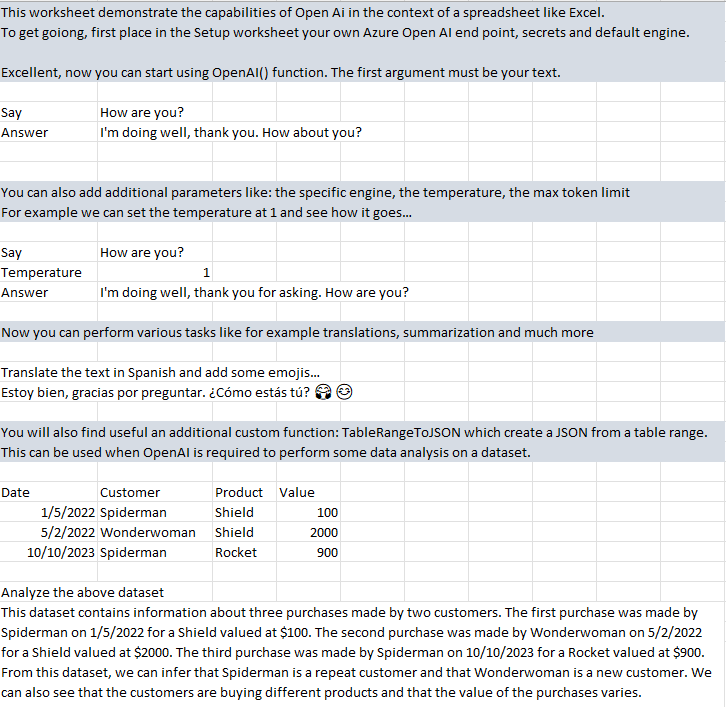 This worksheet demonstrate the capabilities of Open Ai in the context of a spreadsheet like Excel.
To get goiong, first place in the Setup worksheet your own Azure Open AI end point, secrets and default engine.
Excellent, now you can start using OpenAI() function. The first argument must be your text.
Say How are you?
Answer I'm doing well, thank you. How about you?
You can also add additional parameters like: the specific engine, the temperature, the max token limit
For example we can set the temperature at 1 and see how it goes...
Say How are you?
Temperature 1
Answer I'm doing well, thank you for asking. How are you?
Now you can perform various tasks like for example translations, summarization and much more
Translate the text in Spanish and add some emojis...
Estoy bien, gracias por preguntar. ¿Cómo estás tú? 🤗 😊
You will also find useful an additional custom function: TableRangeToJSON which create a JSON from a table range.
This can be used when OpenAI is required to perform some data analysis on a dataset.
Date Customer Product Value
1/5/2022 Spiderman Shield 100
5/2/2022 Wonderwoman Shield 2000
10/10/2023 Spiderman Rocket 900
Analyze the above dataset
This dataset contains information about three purchases made by two customers. The first purchase was made by
Spiderman on 1/5/2022 for a Shield valued at $100. The second purchase was made by Wonderwoman on 5/2/2022
for a Shield valued at $2000. The third purchase was made by Spiderman on 10/10/2023 for a Rocket valued at $900.
From this dataset, we can infer that Spiderman is a repeat customer and that Wonderwoman is a new customer. We
can also see that the customers are buying different products and that the value of the purchases varies.